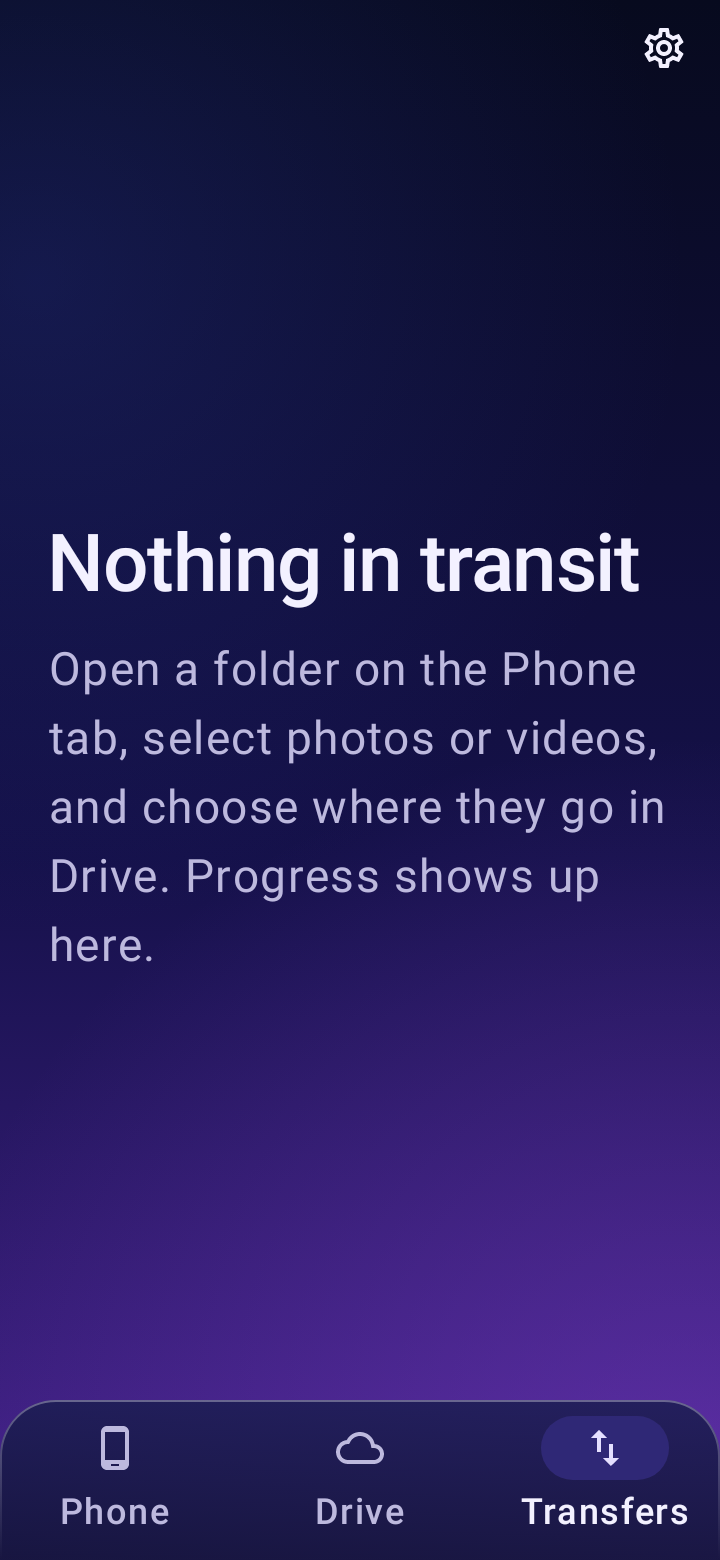 Nothing in transit
Open a folder on the Phone
tab, select photos or videos,
and choose where they go in
Drive. Progress shows up
here.
Phone
Drive
Transfers